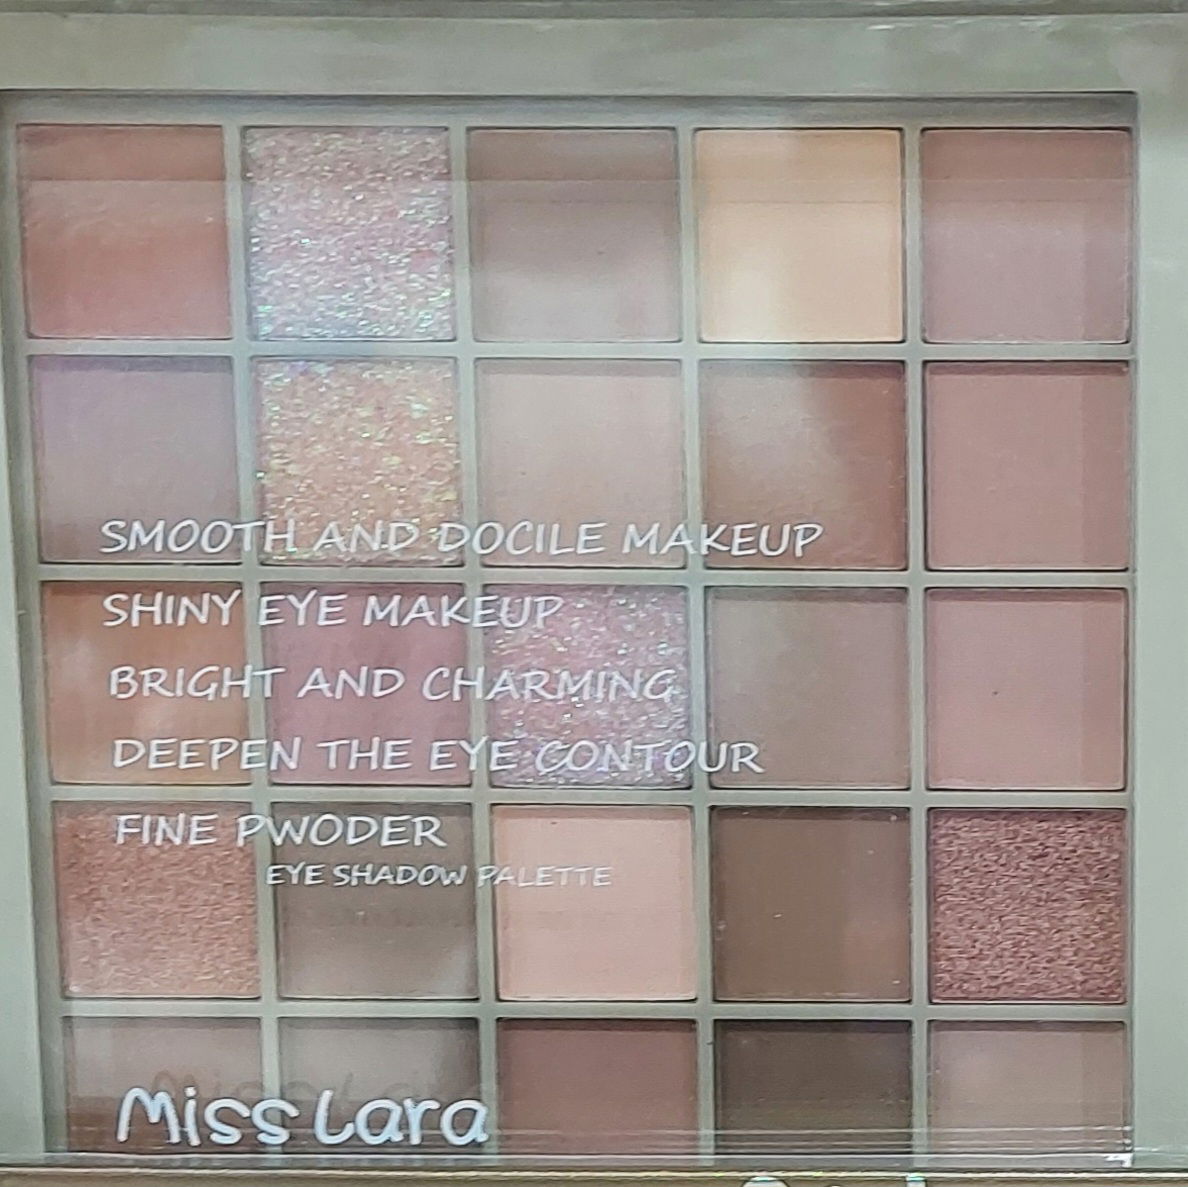 SMOOTH AND DOCILE MAKEUP
SHINY EYE MAKEUP
BRIGHT AND CHARMING
DEEPEN THE EYE CONTOUR
FINE PWODER
EYE SHADOW PALETTE
Miss Lara